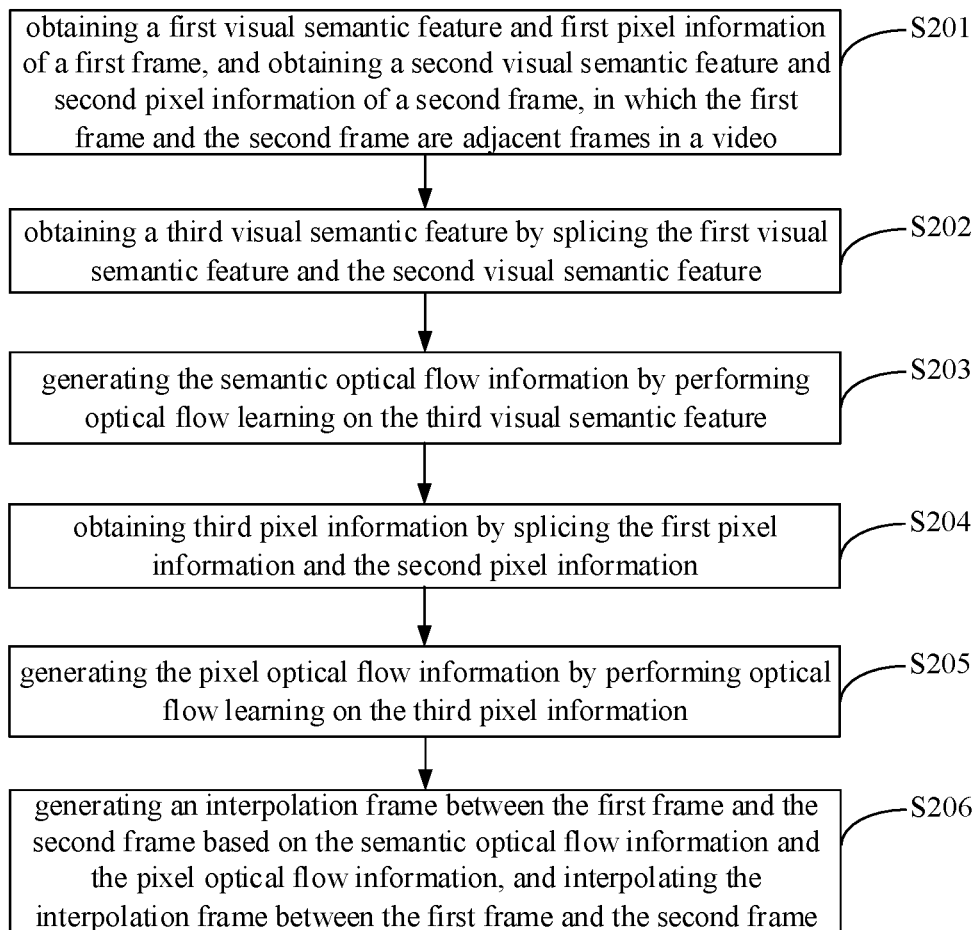 obtaining a first visual semantic feature and first pixel information
of a first frame, and obtaining a second visual semantic feature and
second pixel information of a second frame, in which the first
frame and the second frame are adjacent frames in a video
S201
obtaining a third visual semantic feature by splicing the first visual
semantic feature and the second visual semantic feature
S202
generating the semantic optical flow information by performing
optical flow learning on the third visual semantic feature
S203
obtaining third pixel information by splicing the first pixel
information and the second pixel information
S204
generating the pixel optical flow information by performing optical
flow learning on the third pixel information
S205
generating an interpolation frame between the first frame and the
second frame based on the semantic optical flow information and
the pixel optical flow information, and interpolating the
interpolation frame between the first frame and the second frame
S206